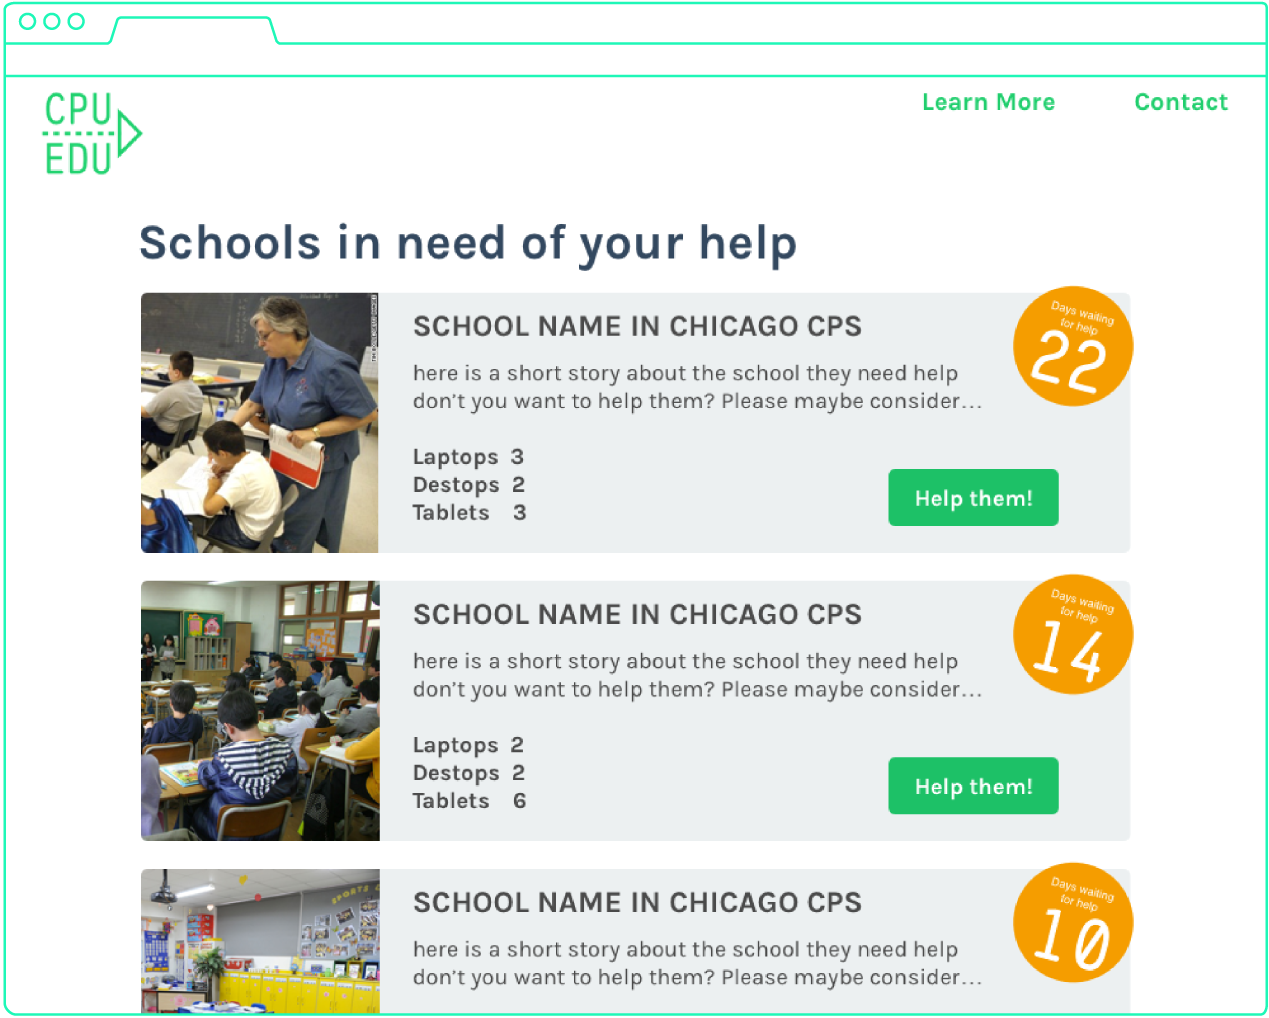 CPU
EDU
Learn More
Contact
Schools in need of your help
SCHOOL NAME IN CHICAGO CPS
here is a short story about the school they need help
don't you want to help them? Please maybe consider...
Laptops 3
Destops 2
Tablets 3
Days waiting
for help
22
Help them!
SCHOOL NAME IN CHICAGO CPS
here is a short story about the school they need help
don't you want to help them? Please maybe consider...
Laptops 2
Destops 2
Tablets 6
Days waiting
for help
14
Help them!
SPORTS
SCHOOL NAME IN CHICAGO CPS
here is a short story about the school they need help
don't you want to help them? Please maybe consider...
Days waiting
for help
10